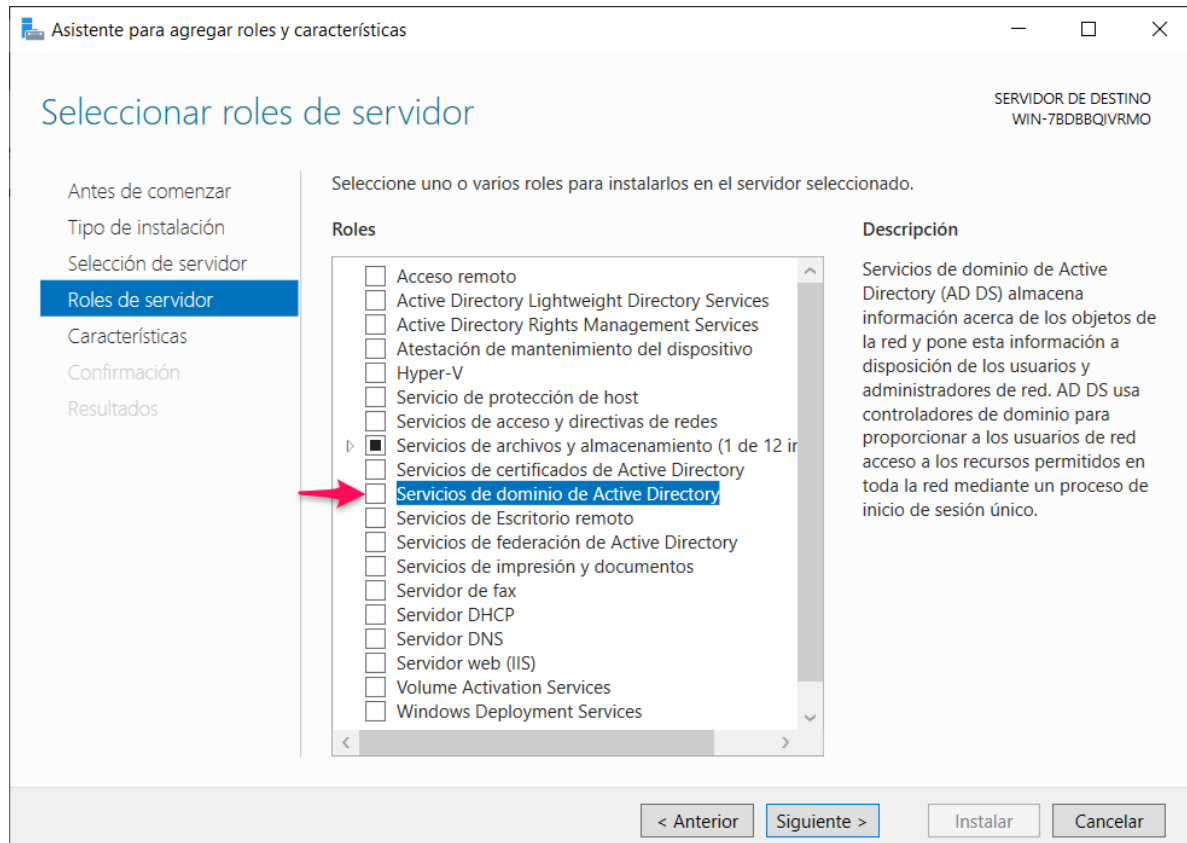 Asistente para agregar roles y características
Seleccionar roles de servidor
SERVIDOR DE DESTINO
WIN-7BDBBQIVRMO
Antes de comenzar
Tipo de instalación
Selección de servidor
Roles de servidor
Características
Confirmación
Resultados
Seleccione uno o varios roles para instalarlos en el servidor seleccionado.
Roles
Acceso remoto
Active Directory Lightweight Directory Services
Active Directory Rights Management Services
Atestación de mantenimiento del dispositivo
Hyper-V
Servicio de protección de host
Servicios de acceso y directivas de redes
Servicios de archivos y almacenamiento (1 de 12 in
Servicios de certificados de Active Directory
Servicios de dominio de Active Directory
Servicios de Escritorio remoto
Servicios de federación de Active Directory
Servicios de impresión y documentos
Servidor de fax
Servidor DHCP
Servidor DNS
Servidor web (IIS)
Volume Activation Services
Windows Deployment Services
Descripción
Servicios de dominio de Active
Directory (AD DS) almacena
información acerca de los objetos de
la red y pone esta información a
disposición de los usuarios y
administradores de red. AD DS usa
controladores de dominio para
proporcionar a los usuarios de red
acceso a los recursos permitidos en
toda la red mediante un proceso de
inicio de sesión único.
< Anterior
Siguiente >
Instalar
Cancelar